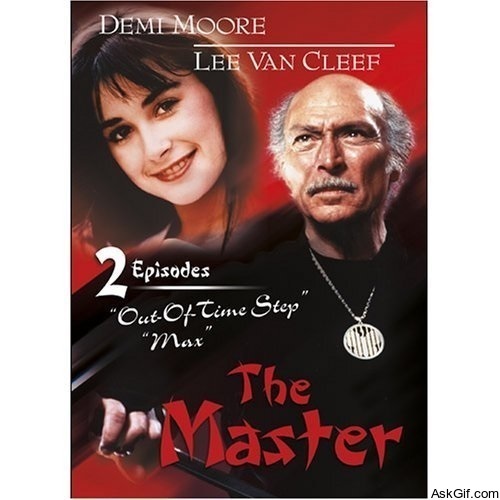 DEMI MOORE
LEE VAN CLEEF
2 Episodes
"Out-Of-Time Step"
"Max"
The
Master
AskGif.com